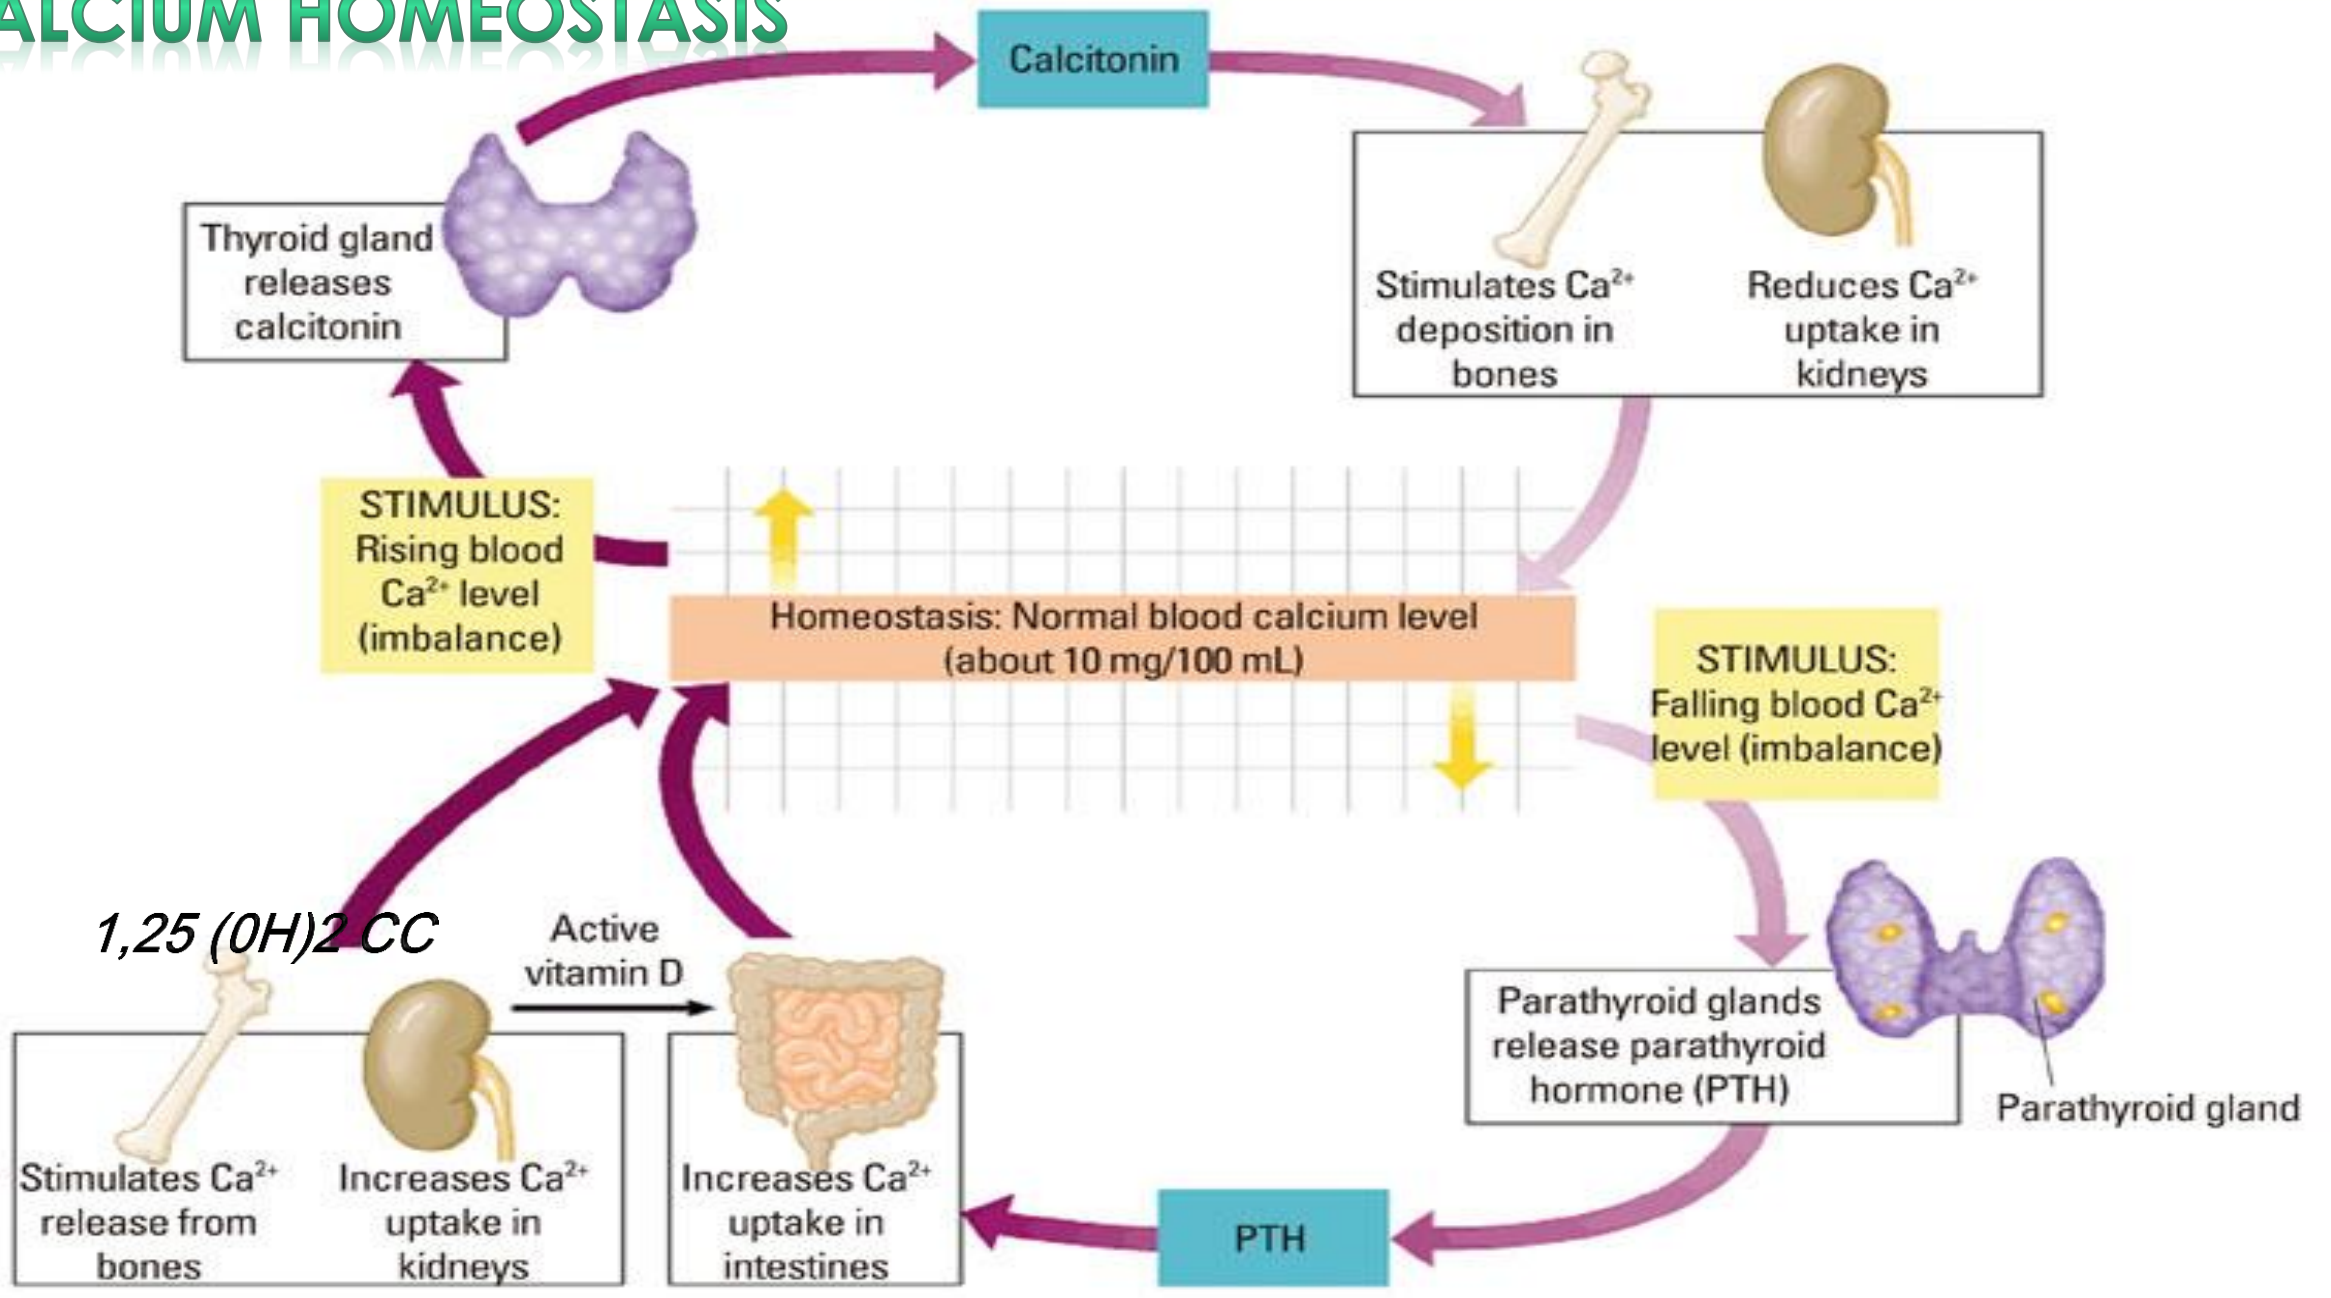 ALCIUM HOMEOSTASIS
Calcitonin
Thyroid gland
releases
calcitonin
Stimulates Ca²⁺
deposition in
bones
Reduces Ca²⁺
uptake in
kidneys
STIMULUS:
Rising blood
Ca²⁺ level
(imbalance)
Homeostasis: Normal blood calcium level
(about 10 mg/100 mL)
STIMULUS:
Falling blood Ca²⁺
level (imbalance)
1,25 (0H)2 CC
Active
vitamin D
Parathyroid glands
release parathyroid
hormone (PTH)
Parathyroid gland
Stimulates Ca²⁺
release from
bones
Increases Ca²⁺
uptake in
kidneys
Increases Ca²⁺
uptake in
intestines
PTH